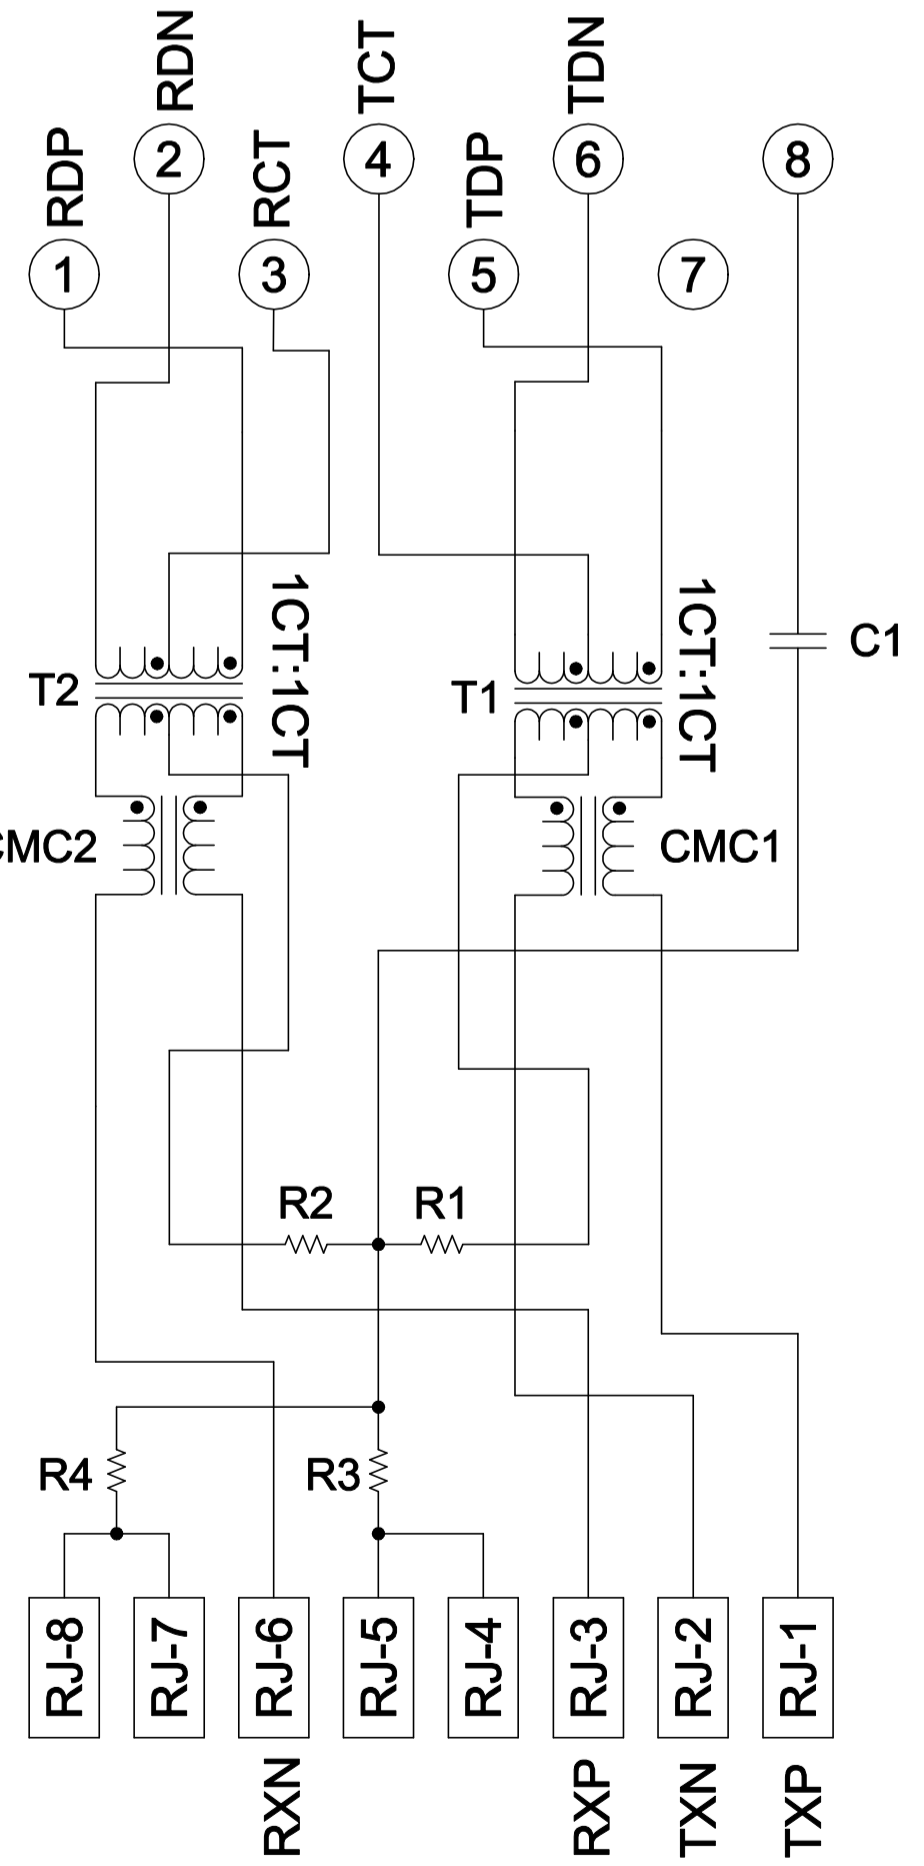 RDN
TCT
TDN
RDP
2
RCT
4
TDP
6
8
1
3
5
7
1CT:1CT
1CT:1CT
C1
T2
T1
CMC2
CMC1
R2
R1
R4
R3
RJ-8
RJ-7
RJ-6
RJ-5
RJ-4
RJ-3
RJ-2
RJ-1
RXN
RXP
TXN
TXP